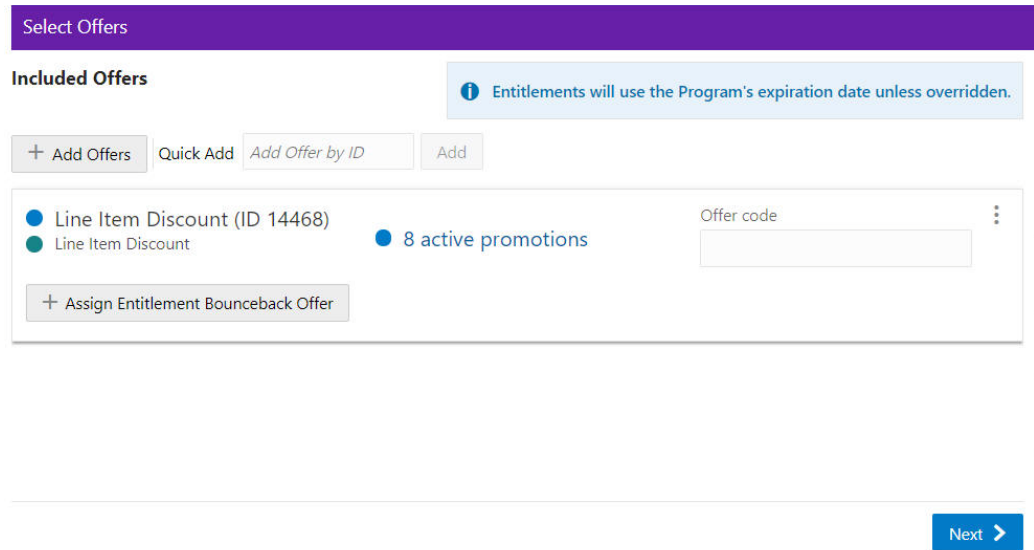 Select Offers
Included Offers
Entitlements will use the Program's expiration date unless overridden.
+ Add Offers Quick Add Add Offer by ID Add
Line Item Discount (ID 14468)
Line Item Discount
8 active promotions
Offer code
+ Assign Entitlement Bounceback Offer
Next